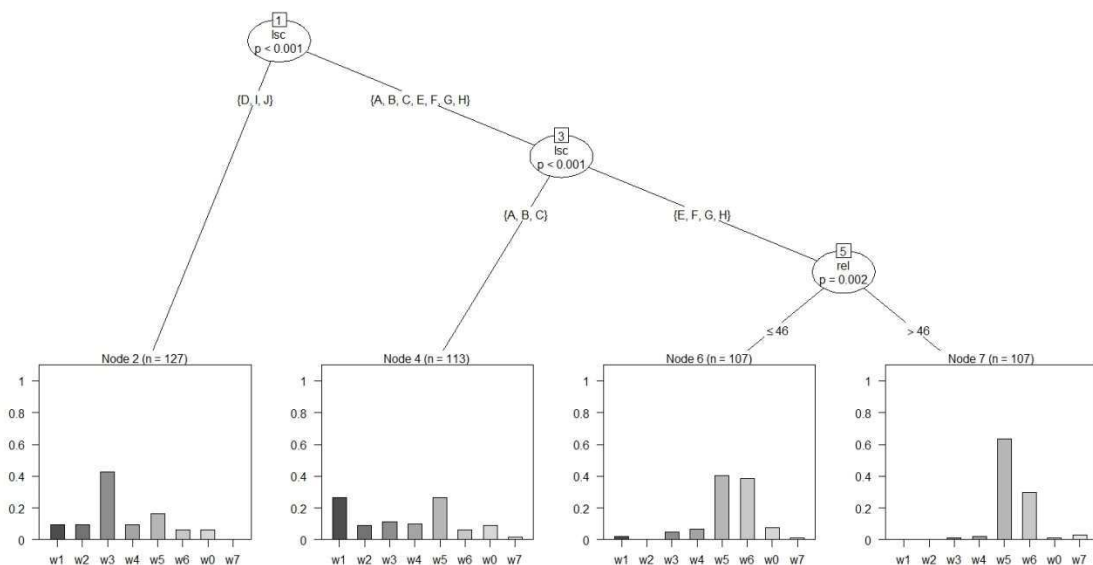 1
lsc
p < 0.001
{D, I, J}
{A, B, C, E, F, G, H}
3
lsc
p < 0.001
{A, B, C}
{E, F, G, H}
5
rel
p = 0.002
≤ 46
> 46
Node 2 (n = 127)
1
0.8
0.6
0.4
0.2
0
w1 w2 w3 w4 w5 w6 w0 w7
Node 4 (n = 113)
1
0.8
0.6
0.4
0.2
0
w1 w2 w3 w4 w5 w6 w0 w7
Node 6 (n = 107)
1
0.8
0.6
0.4
0.2
0
w1 w2 w3 w4 w5 w6 w0 w7
Node 7 (n = 107)
1
0.8
0.6
0.4
0.2
0
w1 w2 w3 w4 w5 w6 w0 w7